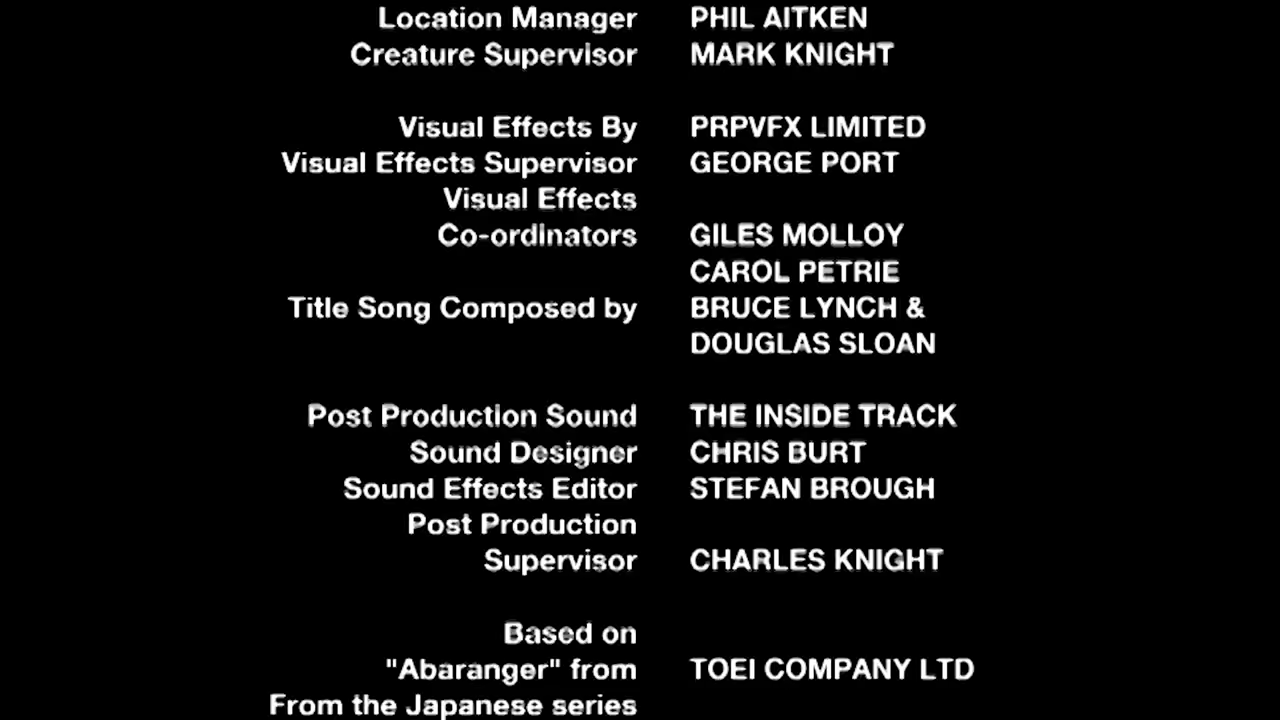 Location Manager PHIL AITKEN
Creature Supervisor MARK KNIGHT
Visual Effects By PRPVFX LIMITED
Visual Effects Supervisor GEORGE PORT
Visual Effects
Co-ordinators GILES MOLLOY
CAROL PETRIE
Title Song Composed by BRUCE LYNCH &
DOUGLAS SLOAN
Post Production Sound THE INSIDE TRACK
Sound Designer CHRIS BURT
Sound Effects Editor STEFAN BROUGH
Post Production
Supervisor CHARLES KNIGHT
Based on
"Abaranger" from TOEI COMPANY LTD
From the Japanese series